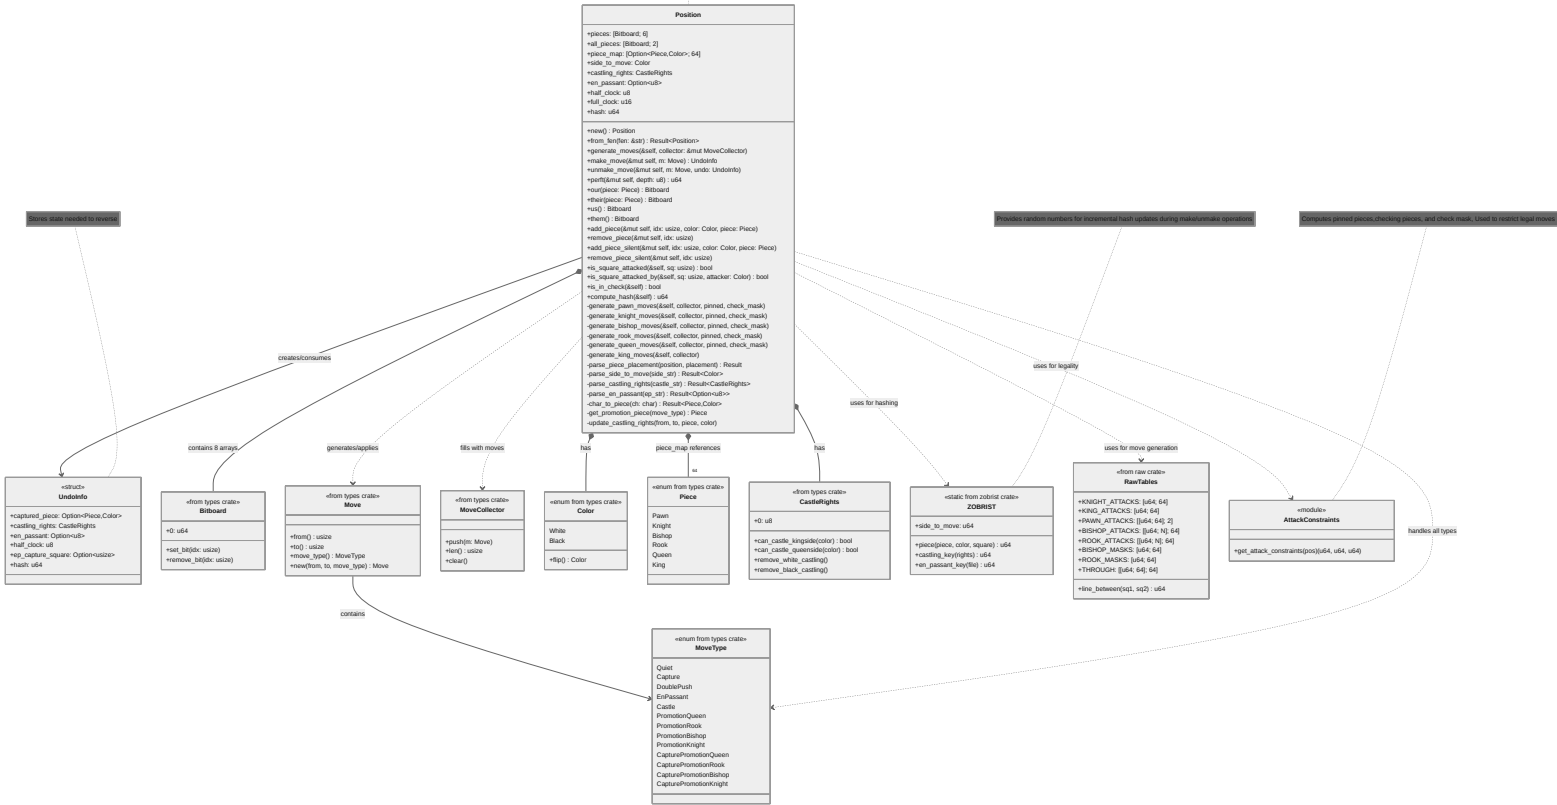 Position
+pieces: [Bitboard; 6]
+all_pieces: [Bitboard; 2]
+piece_map: [Option<Piece,Color>; 64]
+side_to_move: Color
+castling_rights: CastleRights
+en_passant: Option<u8>
+half_clock: u8
+full_clock: u16
+hash: u64
+new() : Position
+from_fen(fen: &str) : Result<Position>
+generate_moves(&self, collector: &mut MoveCollector)
+make_move(&mut self, m: Move) : UndoInfo
+unmake_move(&mut self, m: Move, undo: UndoInfo)
+perft(&mut self, depth: u8) : u64
+our(piece: Piece) : Bitboard
+their(piece: Piece) : Bitboard
+us() : Bitboard
+them() : Bitboard
+add_piece(&mut self, idx: usize, color: Color, piece: Piece)
+remove_piece(&mut self, idx: usize)
+add_piece_silent(&mut self, idx: usize, color: Color, piece: Piece)
+remove_piece_silent(&mut self, idx: usize)
+is_square_attacked(&self, sq: usize) : bool
+is_square_attacked_by(&self, sq: usize, attacker: Color) : bool
+is_in_check(&self) : bool
+compute_hash(&self) : u64
-generate_pawn_moves(&self, collector, pinned, check_mask)
-generate_knight_moves(&self, collector, pinned, check_mask)
-generate_bishop_moves(&self, collector, pinned, check_mask)
-generate_rook_moves(&self, collector, pinned, check_mask)
-generate_queen_moves(&self, collector, pinned, check_mask)
-generate_king_moves(&self, collector)
-parse_piece_placement(position, placement) : Result
-parse_side_to_move(side_str) : Result<Color>
-parse_castling_rights(castle_str) : Result<CastleRights>
-parse_en_passant(ep_str) : Result<Option<u8>>
-char_to_piece(ch: char) : Result<Piece,Color>
-get_promotion_piece(move_type) : Piece
-update_castling_rights(from, to, piece, color)
Stores state needed to reverse
Provides random numbers for incremental hash updates during make/unmake operations
Computes pinned pieces,checking pieces, and check mask. Used to restrict legal moves
creates/consumes
contains 8 arrays
generates/applies
fills with moves
has
piece_map references
64
has
uses for hashing
uses for legality
uses for move generation
handles all types
contains
«struct»
UndoInfo
+captured_piece: Option<Piece,Color>
+castling_rights: CastleRights
+en_passant: Option<u8>
+half_clock: u8
+ep_capture_square: Option<usize>
+hash: u64
«from types crate»
Bitboard
+0: u64
+set_bit(idx: usize)
+remove_bit(idx: usize)
«from types crate»
Move
+from() : usize
+to() : usize
+move_type() : MoveType
+new(from, to, move_type) : Move
«from types crate»
MoveCollector
+push(m: Move)
+len() : usize
+clear()
«enum from types crate»
Color
White
Black
+flip() : Color
«enum from types crate»
Piece
Pawn
Knight
Bishop
Rook
Queen
King
«from types crate»
CastleRights
+0: u8
+can_castle_kingside(color) : bool
+can_castle_queenside(color) : bool
+remove_white_castling()
+remove_black_castling()
«static from zobrist crate»
ZOBRIST
+side_to_move: u64
+piece(piece, color, square) : u64
+castling_key(rights) : u64
+en_passant_key(file) : u64
«from raw crate»
RawTables
+KNIGHT_ATTACKS: [u64; 64]
+KING_ATTACKS: [u64; 64]
+PAWN_ATTACKS: [[u64; 64]; 2]
+BISHOP_ATTACKS: [[u64; N]; 64]
+ROOK_ATTACKS: [[u64; N]; 64]
+BISHOP_MASKS: [u64; 64]
+ROOK_MASKS: [u64; 64]
+THROUGH: [[u64; 64]; 64]
+line_between(sq1, sq2) : u64
«module»
AttackConstraints
+get_attack_constraints(pos)(u64, u64, u64)
«enum from types crate»
MoveType
Quiet
Capture
DoublePush
EnPassant
Castle
PromotionQueen
PromotionRook
PromotionBishop
PromotionKnight
CapturePromotionQueen
CapturePromotionRook
CapturePromotionBishop
CapturePromotionKnight